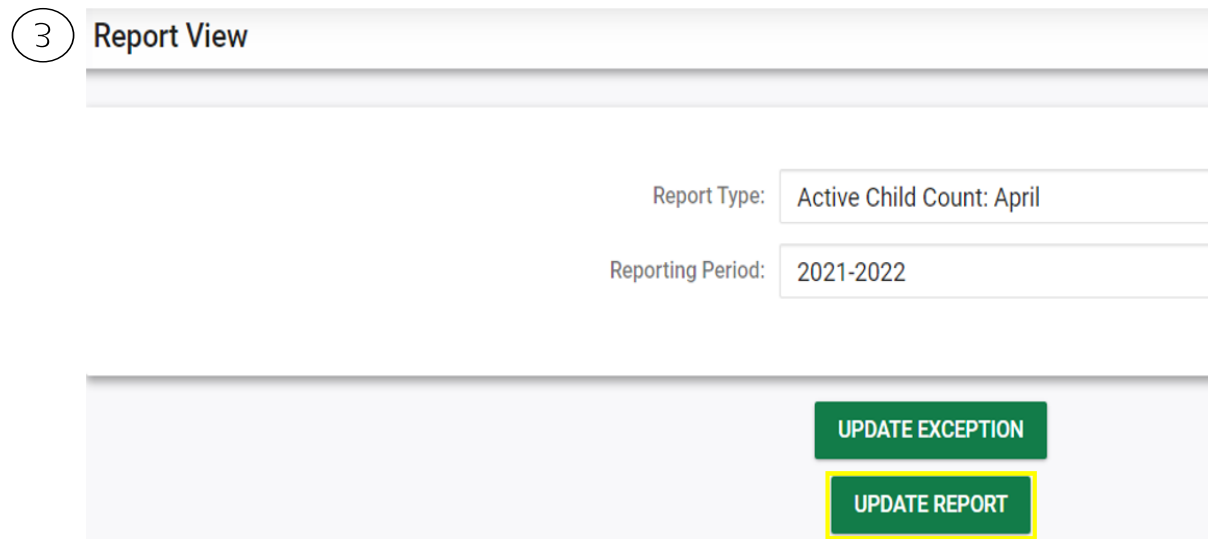 3 Report View
Report Type: Active Child Count: April
Reporting Period: 2021-2022
UPDATE EXCEPTION
UPDATE REPORT